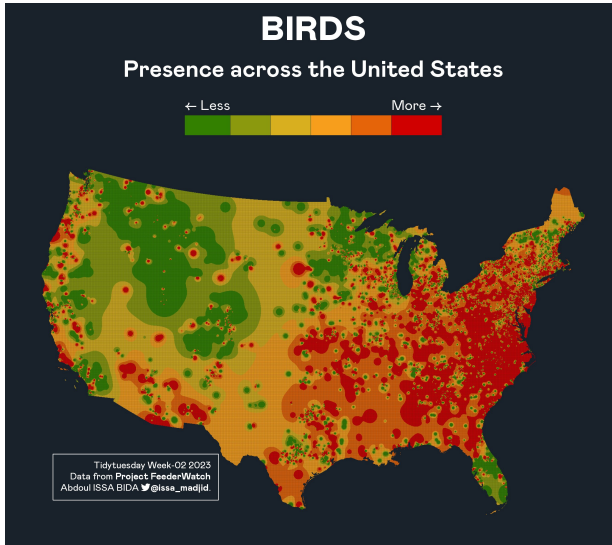 BIRDS
Presence across the United States
← Less
More →
Tidytuesday Week-02 2023
Data from Project FeederWatch
Abdoul ISSA BIDA @issa_madjid.